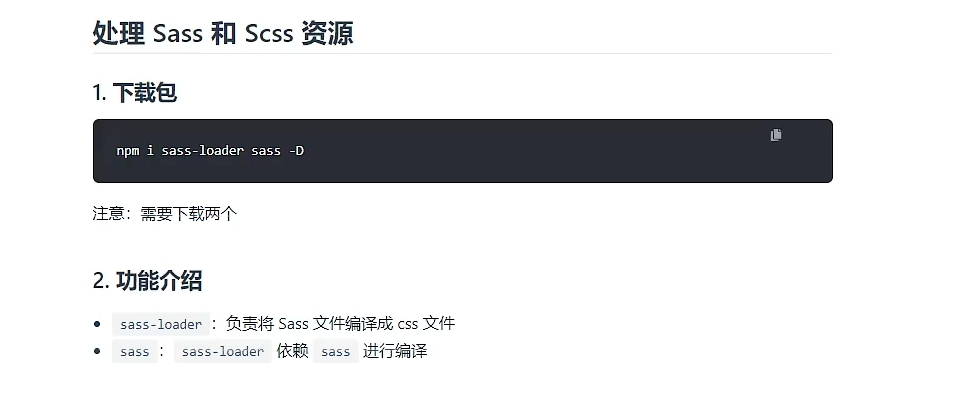 处理 Sass 和 Scss 资源
1. 下载包
npm i sass-loader sass -D
注意：需要下载两个
2. 功能介绍
• sass-loader ：负责将 Sass 文件编译成 css 文件
• sass ： sass-loader 依赖 sass 进行编译